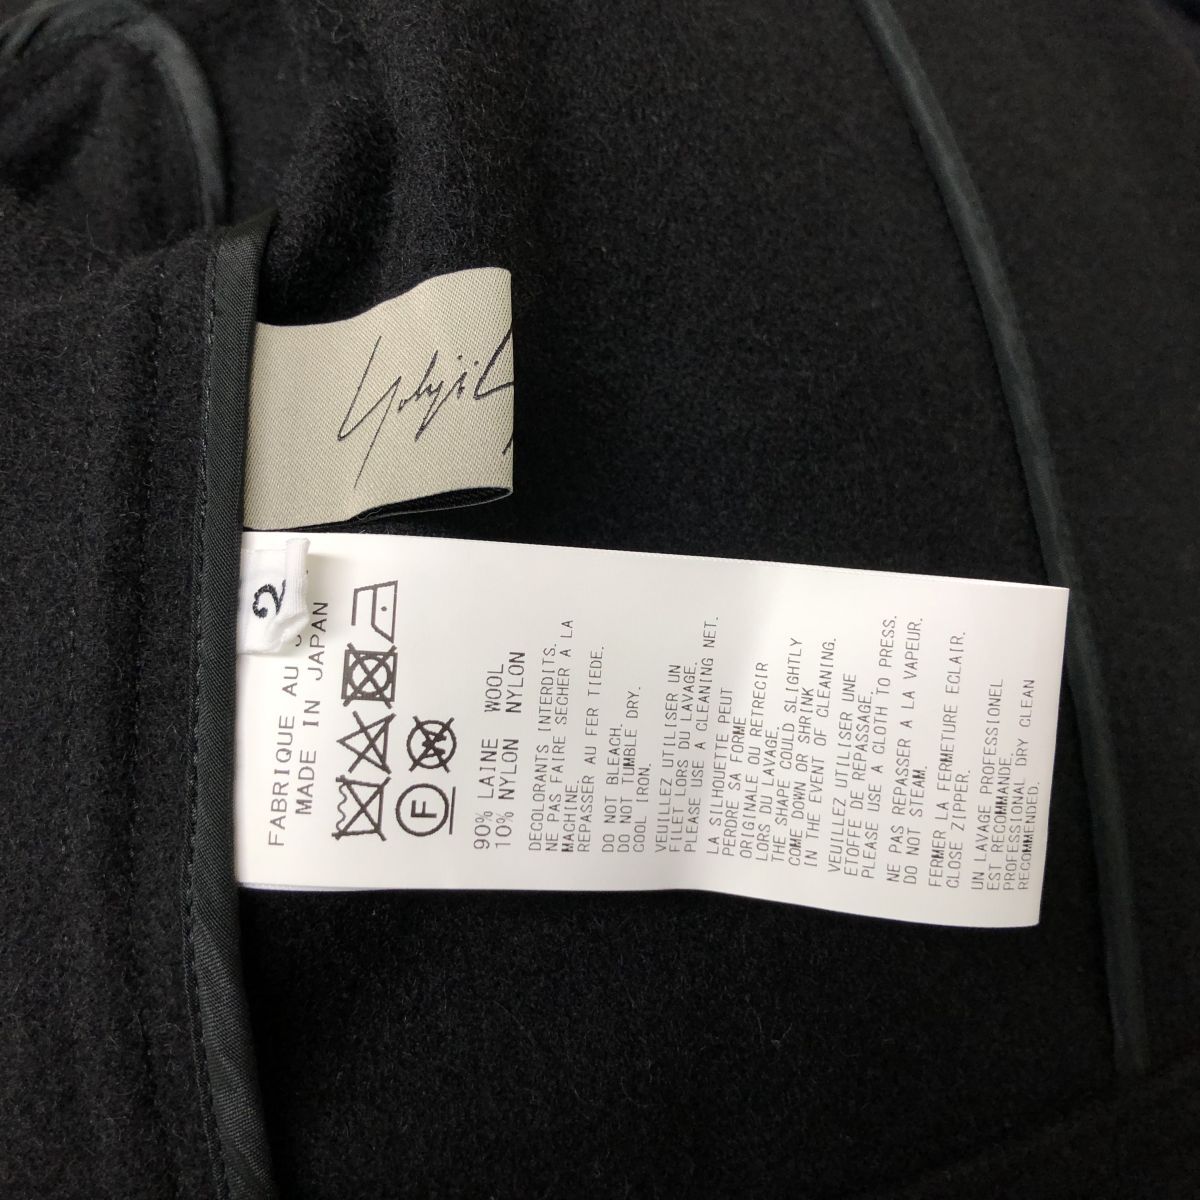 Yohji
2
FABRIQUE AU
MADE IN JAPAN
F
W
90% LAINE WOOL
10% NYLON NYLON
DECOLORANTS INTERDITS.
NE PAS FAIRE SECHER A LA
MACHINE.
REPASSER AU FER TIEDE.
DO NOT BLEACH.
DO NOT TUMBLE DRY.
COOL IRON.
VEUILLEZ UTILISER UN
FILET LORS DU LAVAGE.
PLEASE USE A CLEANING NET.
LA SILHOUETTE PEUT
PERDRE SA FORME
ORIGINALE OU RETRECIR
LORS DU LAVAGE.
THE SHAPE COULD SLIGHTLY
COME DOWN OR SHRINK
IN THE EVENT OF CLEANING.
VEUILLEZ UTILISER UNE
ETOFFE DE REPASSAGE.
PLEASE USE A CLOTH TO PRESS.
NE PAS REPASSER A LA VAPEUR.
DO NOT STEAM.
FERMER LA FERMETURE ECLAIR.
CLOSE ZIPPER.
UN LAVAGE PROFESSIONEL
EST RECOMMANDE.
PROFESSIONAL DRY CLEAN
RECOMMENDED.